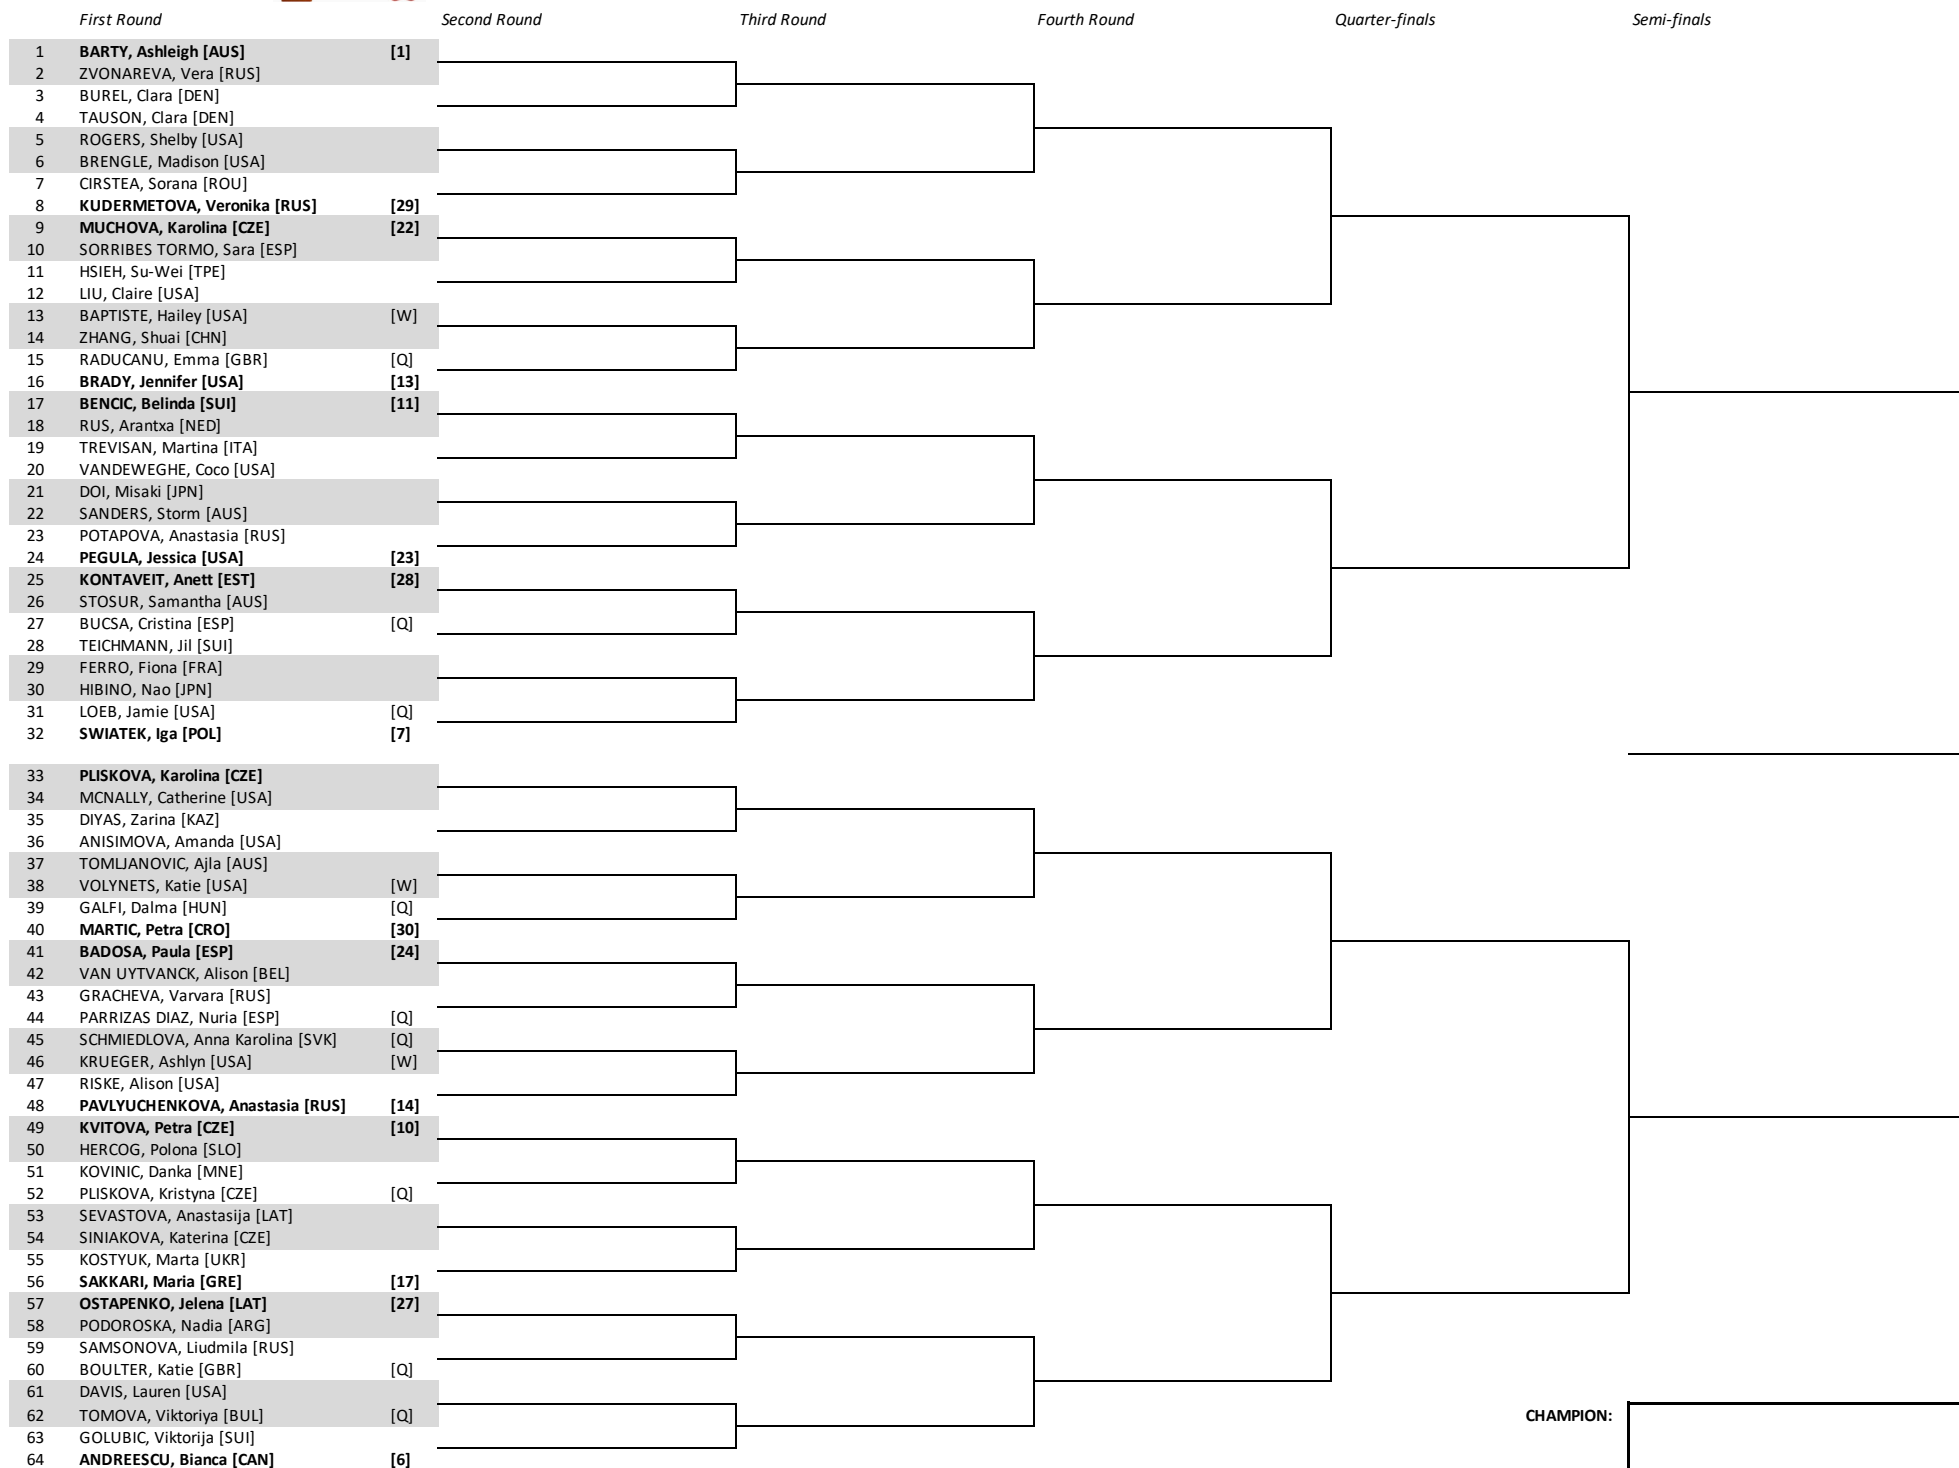 First Round Second Round Third Round Fourth Round Quarter-finals Semi-finals
1 BARTY, Ashleigh [AUS] [1]
2 ZVONAREVA, Vera [RUS]
3 BUREL, Clara [DEN]
4 TAUSON, Clara [DEN]
5 ROGERS, Shelby [USA]
6 BRENGLE, Madison [USA]
7 CIRSTEA, Sorana [ROU]
8 KUDERMETOVA, Veronika [RUS] [29]
9 MUCHOVA, Karolina [CZE] [22]
10 SORRIBES TORMO, Sara [ESP]
11 HSIEH, Su-Wei [TPE]
12 LIU, Claire [USA]
13 BAPTISTE, Hailey [USA] [W]
14 ZHANG, Shuai [CHN]
15 RADUCANU, Emma [GBR] [Q]
16 BRADY, Jennifer [USA] [13]
17 BENCIC, Belinda [SUI] [11]
18 RUS, Arantxa [NED]
19 TREVISAN, Martina [ITA]
20 VANDEWEGHE, Coco [USA]
21 DOI, Misaki [JPN]
22 SANDERS, Storm [AUS]
23 POTAPOVA, Anastasia [RUS]
24 PEGULA, Jessica [USA] [23]
25 KONTAVEIT, Anett [EST] [28]
26 STOSUR, Samantha [AUS]
27 BUCSA, Cristina [ESP] [Q]
28 TEICHMANN, Jil [SUI]
29 FERRO, Fiona [FRA]
30 HIBINO, Nao [JPN]
31 LOEB, Jamie [USA] [Q]
32 SWIATEK, Iga [POL] [7]
33 PLISKOVA, Karolina [CZE]
34 MCNALLY, Catherine [USA]
35 DIYAS, Zarina [KAZ]
36 ANISIMOVA, Amanda [USA]
37 TOMLJANOVIC, Ajla [AUS]
38 VOLYNETS, Katie [USA] [W]
39 GALFI, Dalma [HUN] [Q]
40 MARTIC, Petra [CRO] [30]
41 BADOSA, Paula [ESP] [24]
42 VAN UYTVANCK, Alison [BEL]
43 GRACHEVA, Varvara [RUS]
44 PARRIZAS DIAZ, Nuria [ESP] [Q]
45 SCHMIEDLOVA, Anna Karolina [SVK] [Q]
46 KRUEGER, Ashlyn [USA] [W]
47 RISKE, Alison [USA]
48 PAVLYUCHENKOVA, Anastasia [RUS] [14]
49 KVITOVA, Petra [CZE] [10]
50 HERCOG, Polona [SLO]
51 KOVINIC, Danka [MNE]
52 PLISKOVA, Kristyna [CZE] [Q]
53 SEVASTOVA, Anastasija [LAT]
54 SINIAKOVA, Katerina [CZE]
55 KOSTYUK, Marta [UKR]
56 SAKKARI, Maria [GRE] [17]
57 OSTAPENKO, Jelena [LAT] [27]
58 PODOROSKA, Nadia [ARG]
59 SAMSONOVA, Liudmila [RUS]
60 BOULTER, Katie [GBR] [Q]
61 DAVIS, Lauren [USA]
62 TOMOVA, Viktoriya [BUL] [Q] CHAMPION:
63 GOLUBIC, Viktorija [SUI]
64 ANDREESCU, Bianca [CAN] [6]